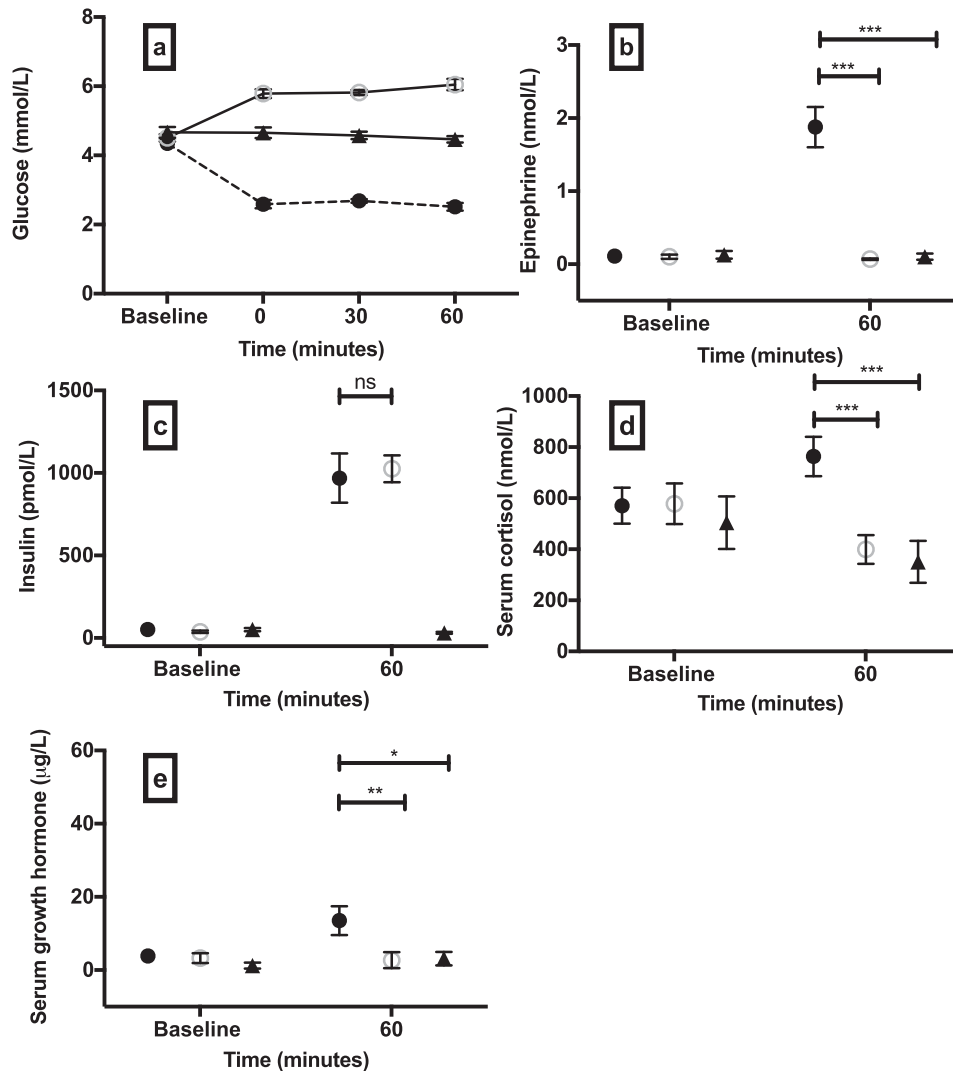 a
Glucose (mmol/L)
8
6
4
2
0
Baseline 0 30 60
Time (minutes)
b
Epinephrine (nmol/L)
3
2
1
0
***
***
Baseline 60
Time (minutes)
c
Insulin (pmol/L)
1500
1000
500
0
ns
Baseline 60
Time (minutes)
d
Serum cortisol (nmol/L)
1000
800
600
400
200
0
***
***
Baseline 60
Time (minutes)
e
Serum growth hormone (µg/L)
60
40
20
0
*
**
Baseline 60
Time (minutes)